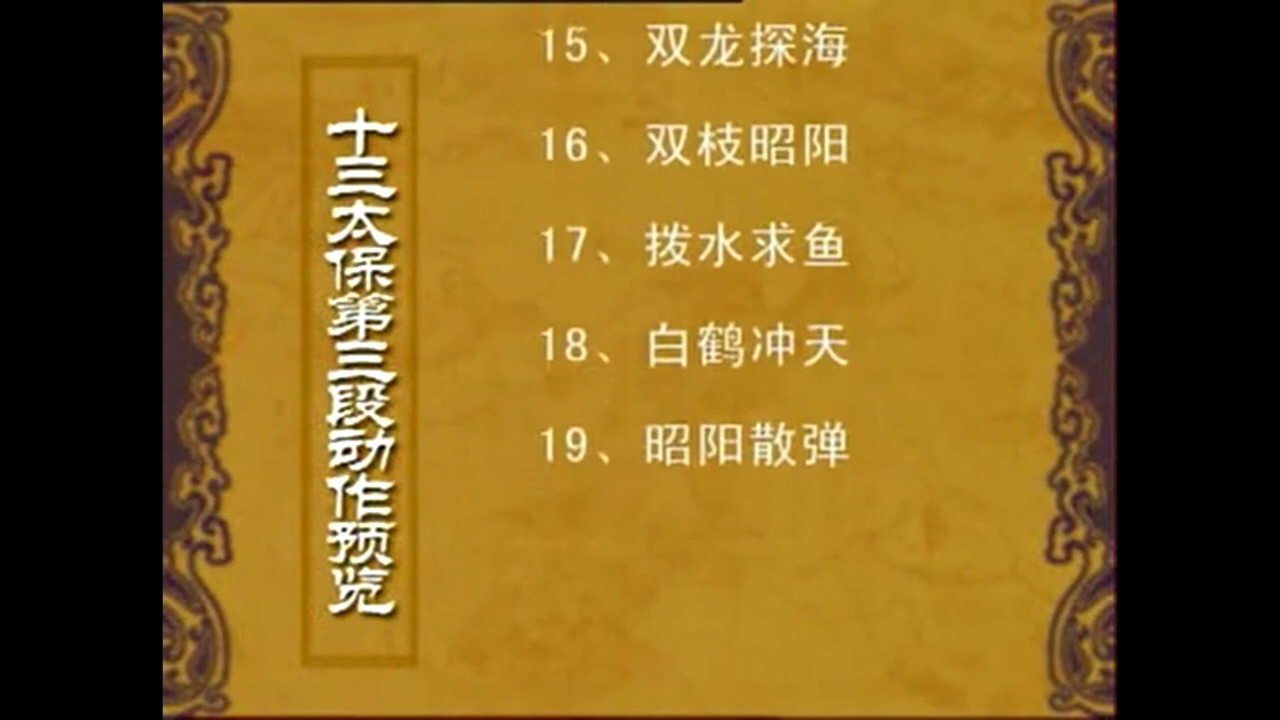 十三太保第三段动作预览
15、双龙探海
16、双枝昭阳
17、拨水求鱼
18、白鹤冲天
19、昭阳散弹